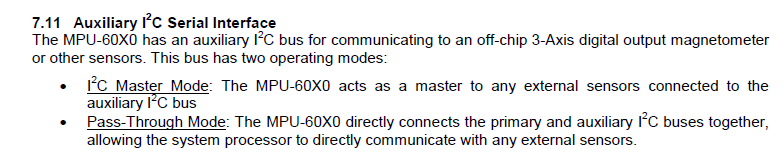 7.11 Auxiliary I²C Serial Interface
The MPU-60X0 has an auxiliary I²C bus for communicating to an off-chip 3-Axis digital output magnetometer
or other sensors. This bus has two operating modes:
• I²C Master Mode: The MPU-60X0 acts as a master to any external sensors connected to the
auxiliary I²C bus
• Pass-Through Mode: The MPU-60X0 directly connects the primary and auxiliary I²C buses together,
allowing the system processor to directly communicate with any external sensors.